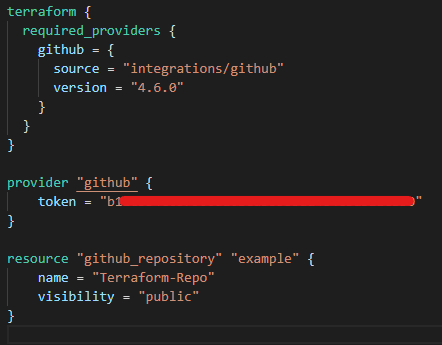 terraform {
  required_providers {
    github = {
      source = "integrations/github"
      version = "4.6.0"
    }
  }
}
provider "github" {
    token = "b1
}
resource "github_repository" "example" {
    name = "Terraform-Repo"
    visibility = "public"
}